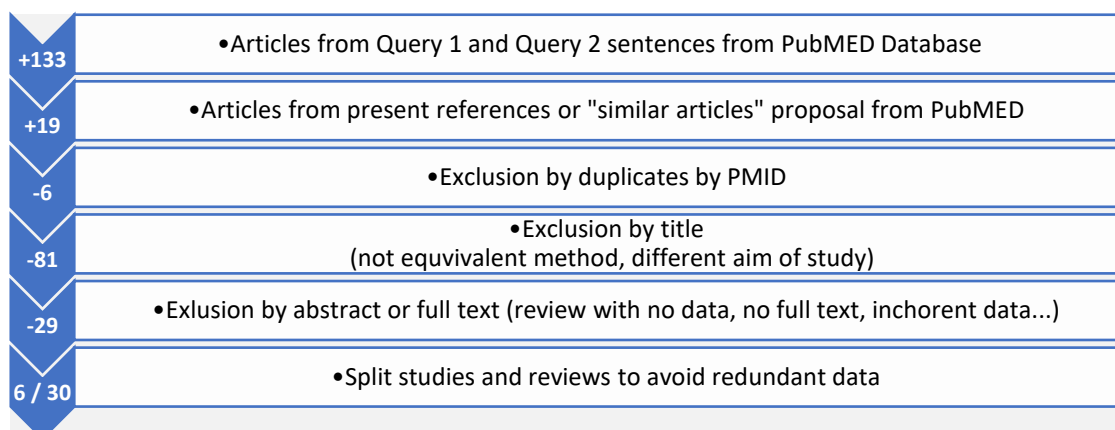 +133
•Articles from Query 1 and Query 2 sentences from PubMED Database
+19
•Articles from present references or "similar articles" proposal from PubMED
-6
•Exclusion by duplicates by PMID
-81
•Exclusion by title
(not equvivalent method, different aim of study)
-29
•Exlusion by abstract or full text (review with no data, no full text, inchorent data...)
6 / 30
•Split studies and reviews to avoid redundant data